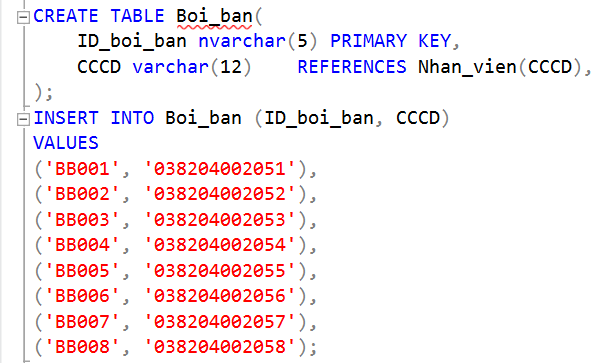 CREATE TABLE Boi_ban(
    ID_boi_ban nvarchar(5) PRIMARY KEY,
    CCCD varchar(12)    REFERENCES Nhan_vien(CCCD),
);
INSERT INTO Boi_ban (ID_boi_ban, CCCD)
VALUES
('BB001', '038204002051'),
('BB002', '038204002052'),
('BB003', '038204002053'),
('BB004', '038204002054'),
('BB005', '038204002055'),
('BB006', '038204002056'),
('BB007', '038204002057'),
('BB008', '038204002058');